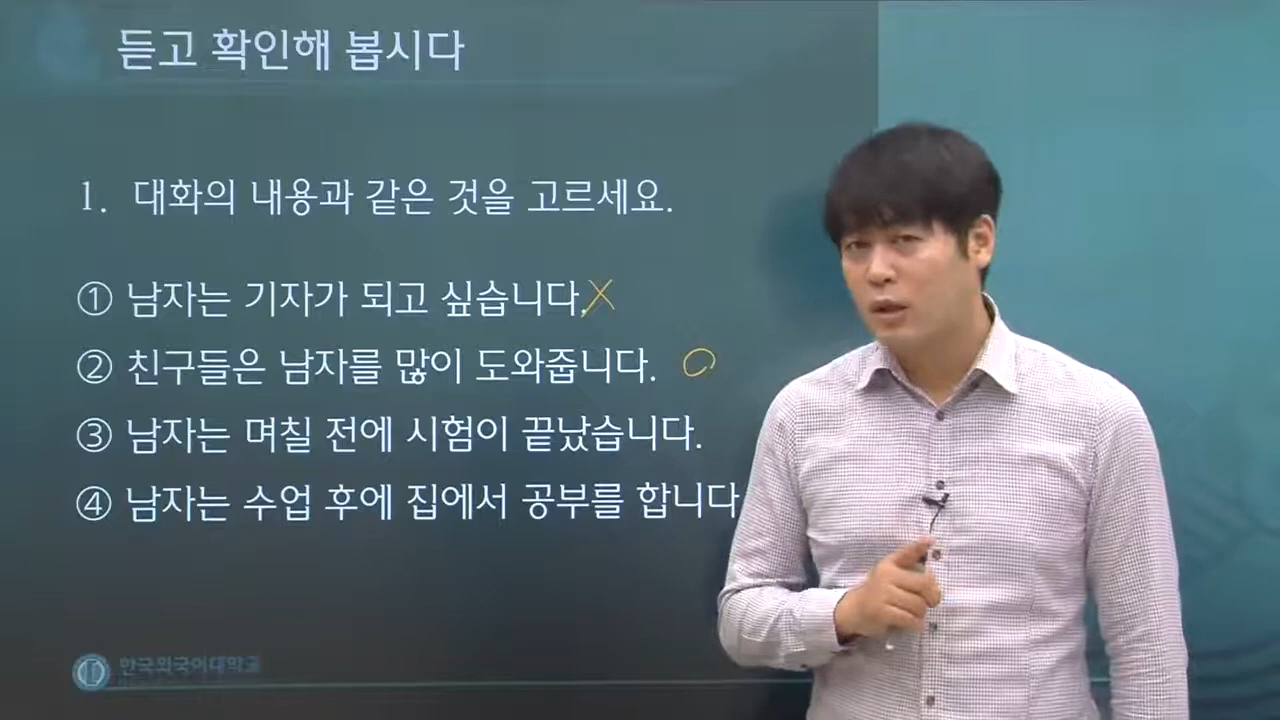 듣고 확인해 봅시다
1. 대화의 내용과 같은 것을 고르세요.
① 남자는 기자가 되고 싶습니다. X
② 친구들은 남자를 많이 도와줍니다. O
③ 남자는 며칠 전에 시험이 끝났습니다.
④ 남자는 수업 후에 집에서 공부를 합니다
한국외국어대학교